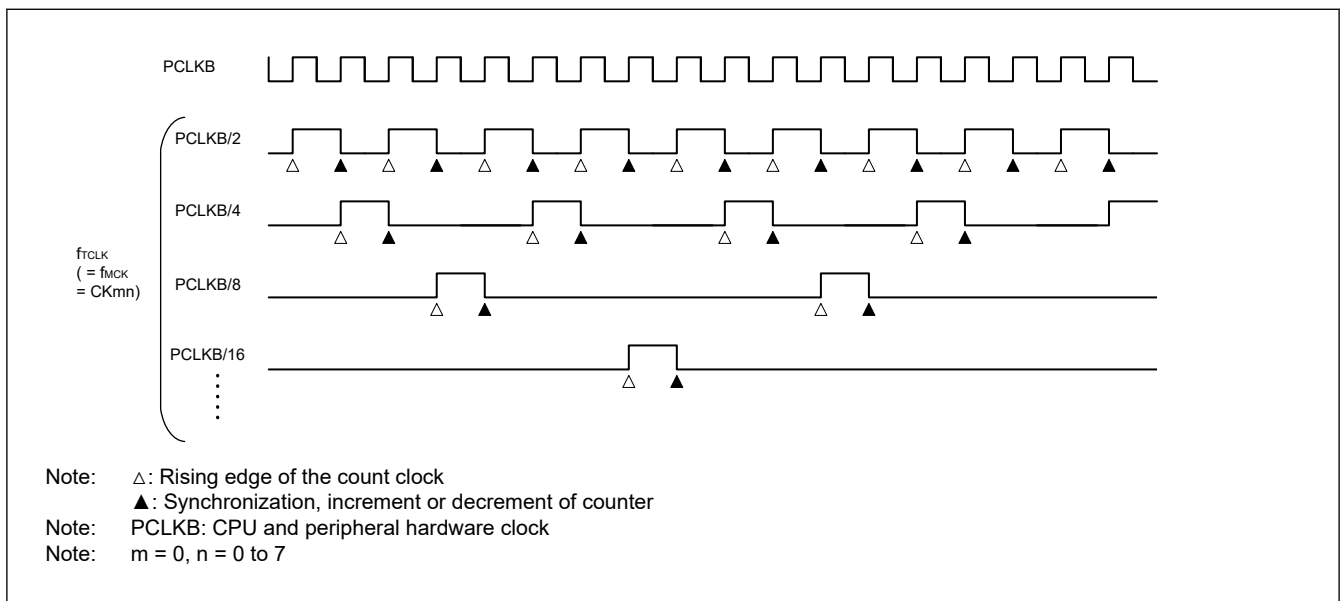 PCLKB
PCLKB/2
PCLKB/4
fTCLK
( = fMCK
= CKmn)
PCLKB/8
PCLKB/16
Note: △: Rising edge of the count clock
▲: Synchronization, increment or decrement of counter
Note: PCLKB: CPU and peripheral hardware clock
Note: m = 0, n = 0 to 7